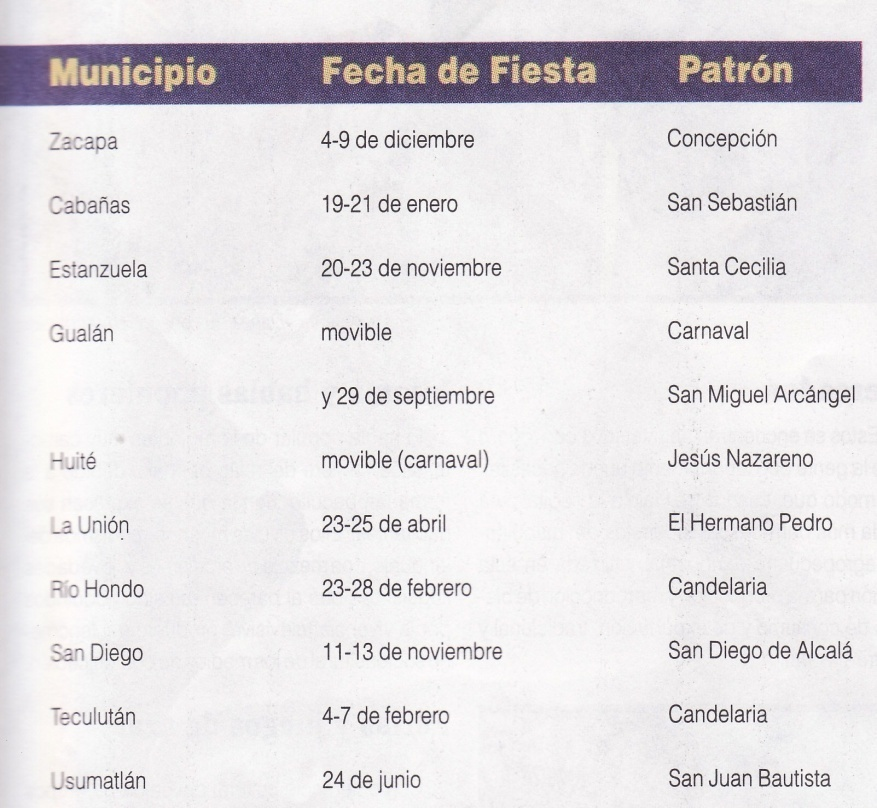 Municipio Fecha de Fiesta Patrón
Zacapa 4-9 de diciembre Concepción
Cabañas 19-21 de enero San Sebastián
Estanzuela 20-23 de noviembre Santa Cecilia
Gualán movible Carnaval
y 29 de septiembre San Miguel Arcángel
Huité movible (carnaval) Jesús Nazareno
La Unión 23-25 de abril El Hermano Pedro
Río Hondo 23-28 de febrero Candelaria
San Diego 11-13 de noviembre San Diego de Alcalá
Teculután 4-7 de febrero Candelaria
Usumatlán 24 de junio San Juan Bautista